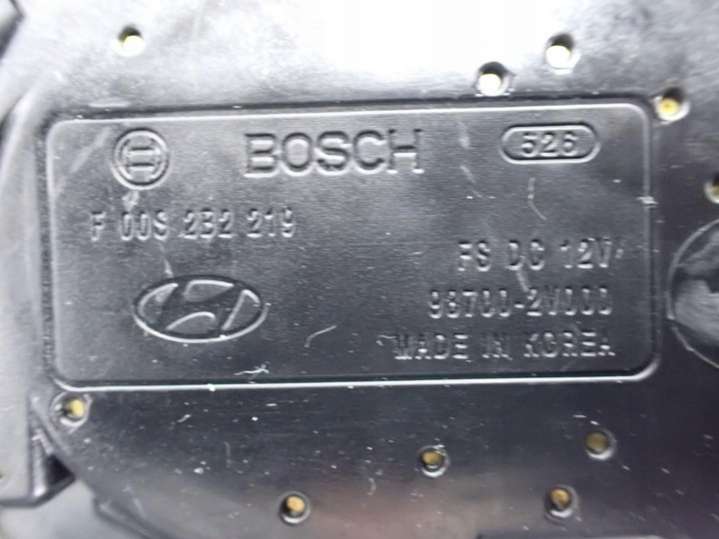 BOSCH 526
F 00S 2B2 219
FS DC 12V
98700-2V000
MADE IN KOREA